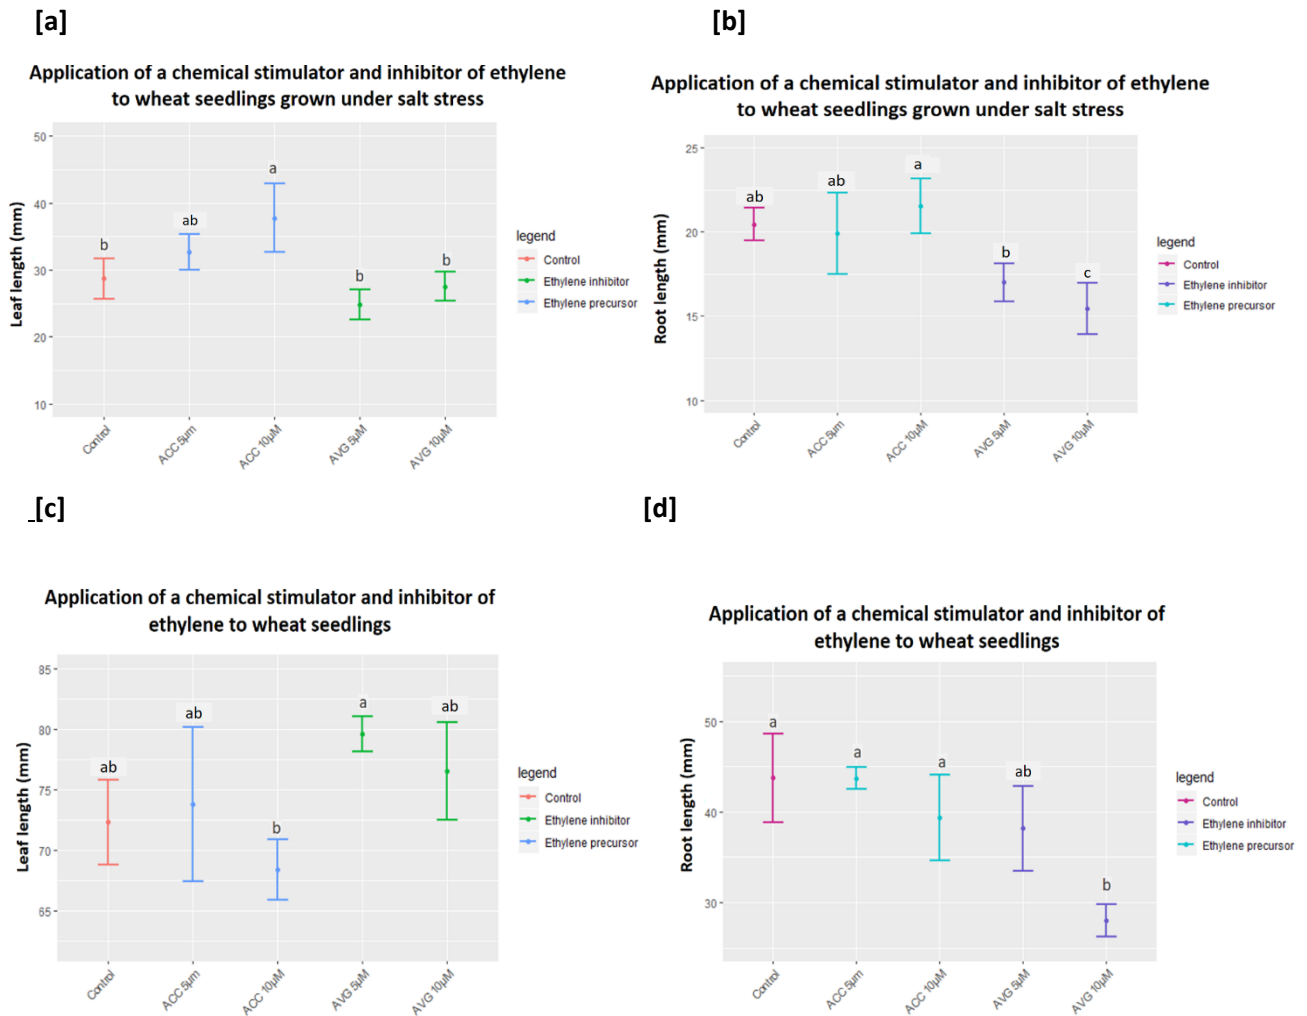 [a]
Application of a chemical stimulator and inhibitor of ethylene
to wheat seedlings grown under salt stress
Leaf length (mm)
50
40
30
20
10
b
ab
a
b
b
Control
ACC 5µm
ACC 10µM
AVG 5µM
AVG 10µM
legend
Control
Ethylene inhibitor
Ethylene precursor
[b]
Application of a chemical stimulator and inhibitor of ethylene
to wheat seedlings grown under salt stress
Root length (mm)
25
20
15
10
ab
ab
a
b
c
Control
ACC 5µm
ACC 10µM
AVG 5µM
AVG 10µM
legend
Control
Ethylene inhibitor
Ethylene precursor
[c]
Application of a chemical stimulator and inhibitor of
ethylene to wheat seedlings
Leaf length (mm)
85
80
75
70
65
ab
ab
b
a
ab
Control
ACC 5µm
ACC 10µM
AVG 5µM
AVG 10µM
legend
Control
Ethylene inhibitor
Ethylene precursor
[d]
Application of a chemical stimulator and inhibitor of
ethylene to wheat seedlings
Root length (mm)
50
40
30
a
a
a
ab
b
Control
ACC 5µm
ACC 10µM
AVG 5µM
AVG 10µM
legend
Control
Ethylene inhibitor
Ethylene precursor